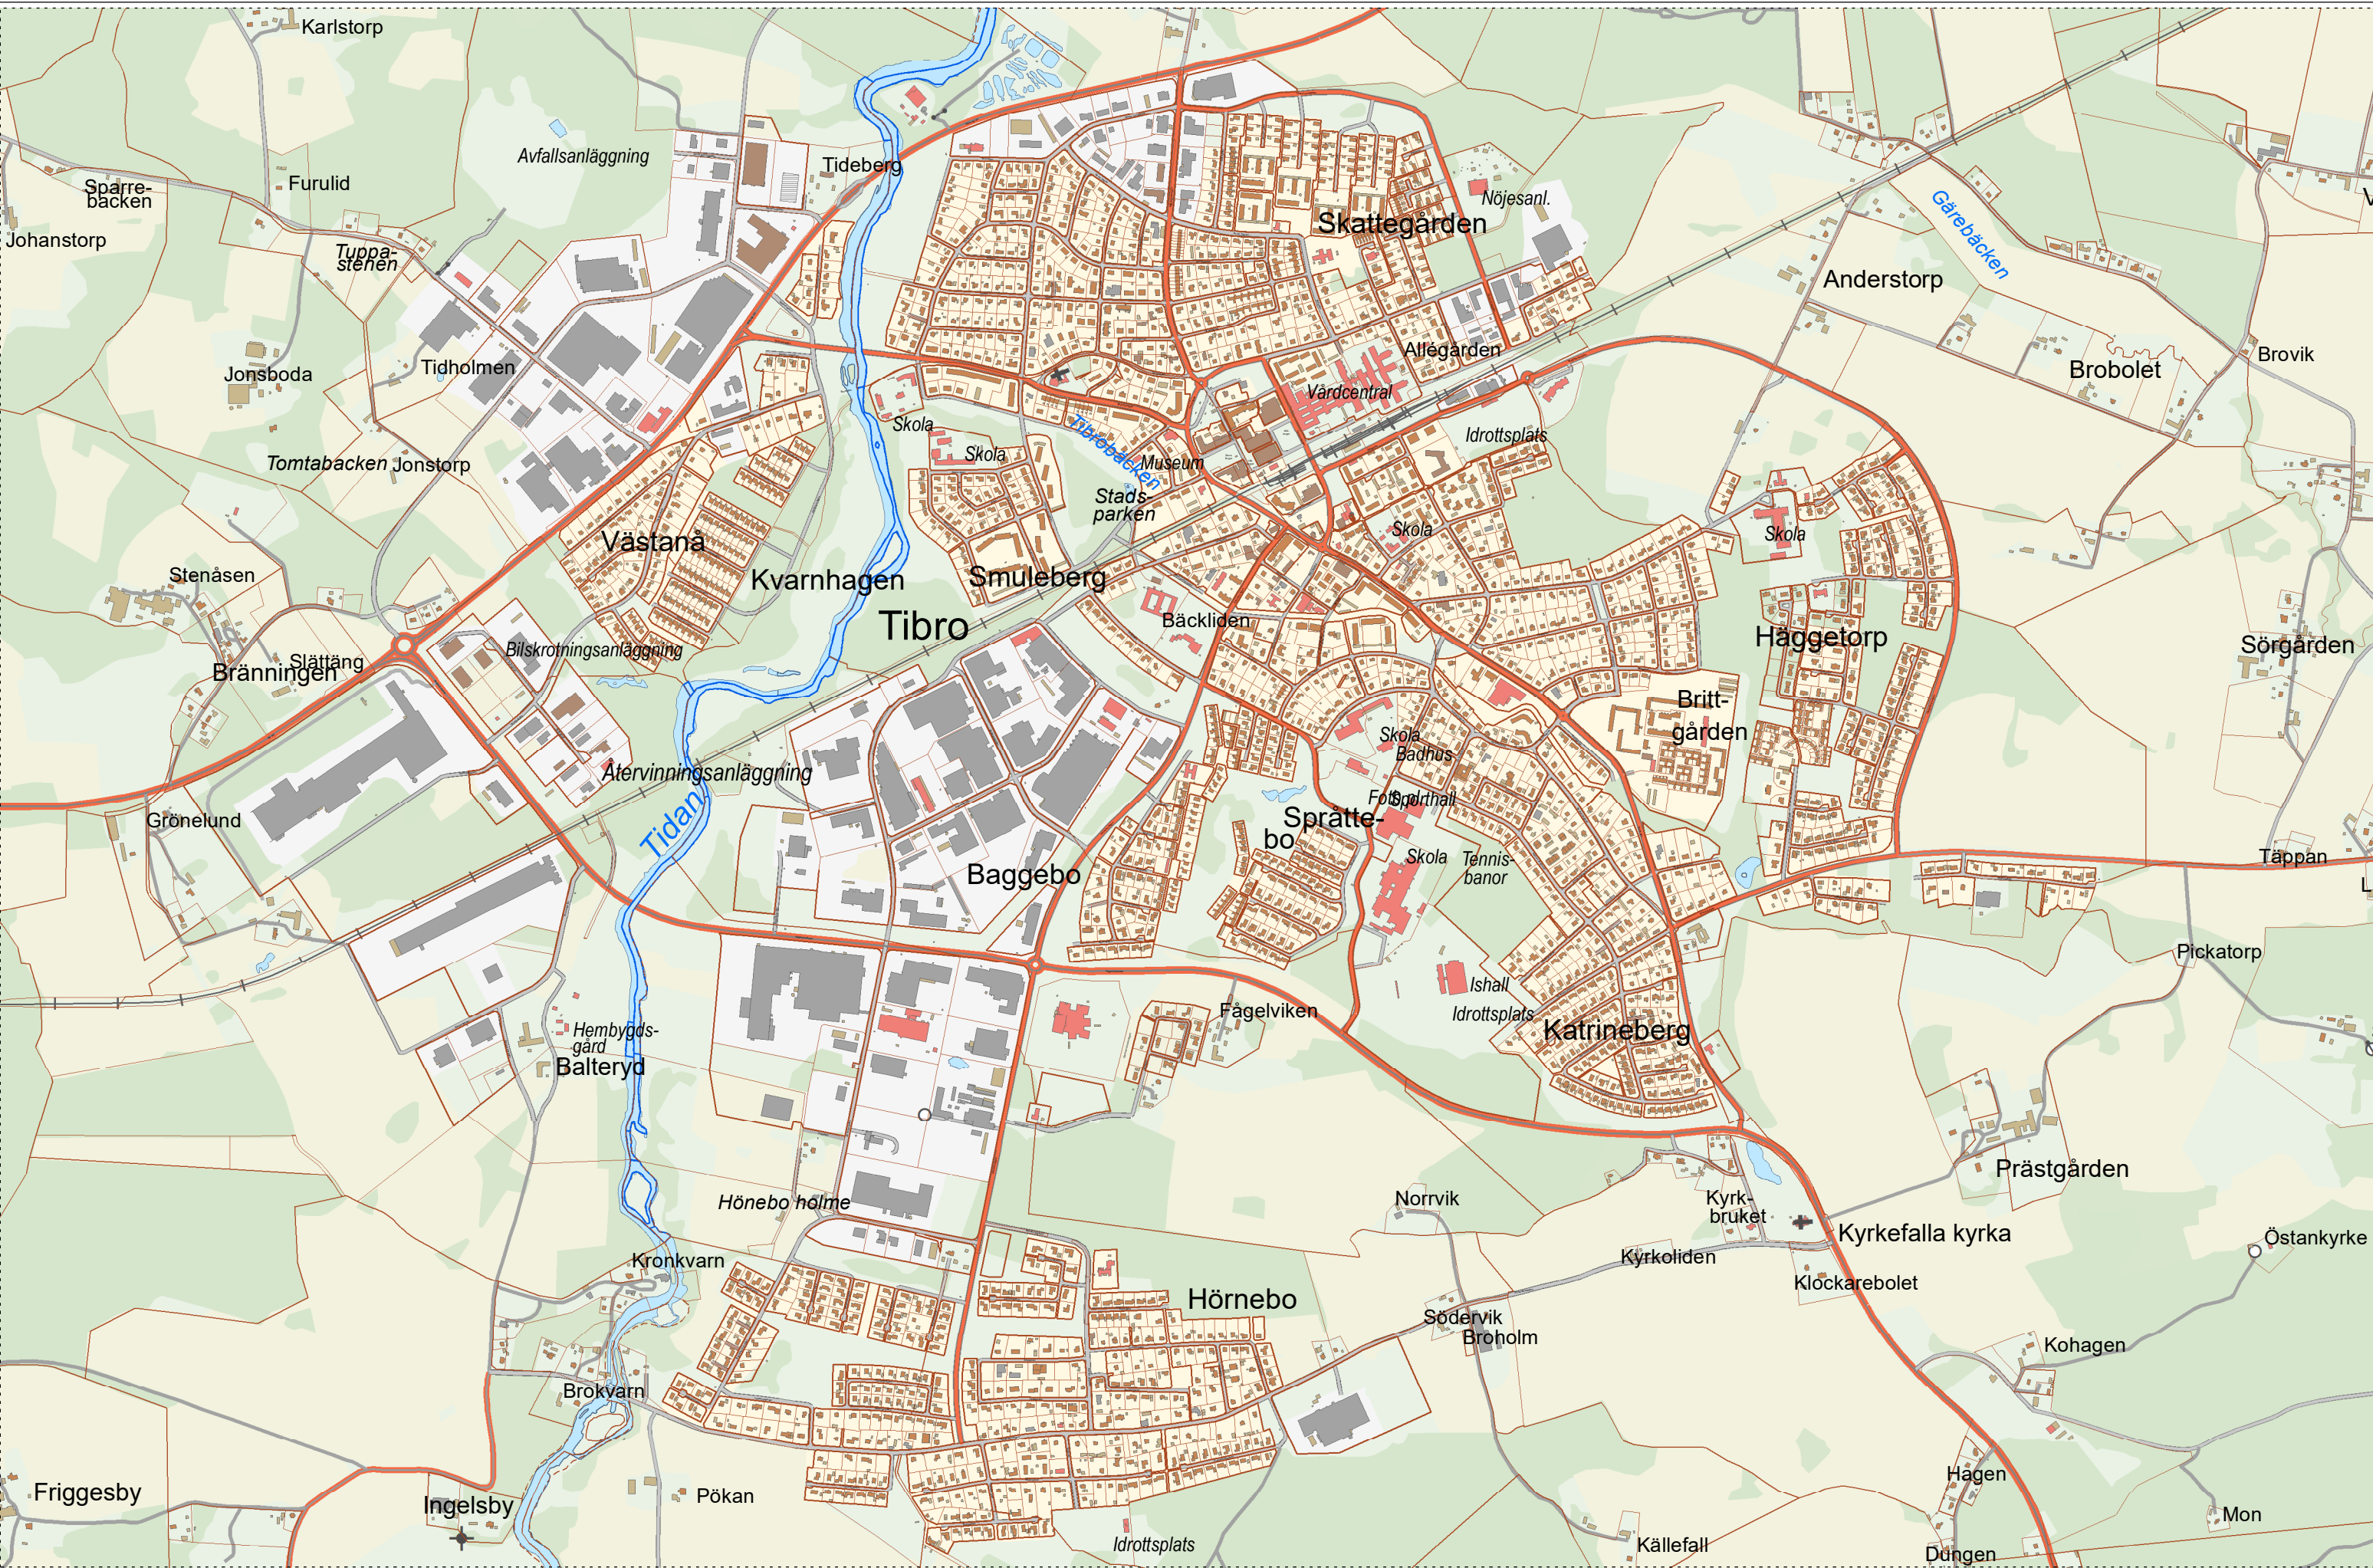 Karlstorp
Avfallsanläggning
Tideberg
Furulid
Sparre-
backen
Johanstorp
Tuppa-
stenen
Nöjesanl.
Skattegården
Gärebäcken
Anderstorp
Tidholmen
Jonsboda
Allégården
Vårdcentral
Brobolet
Brovik
Skola
Skola
Tibrobäcken
Museum
Idrottsplats
Tomtabacken
Jonstorp
Stads-
parken
Skola
Skola
Västanå
Kvarnhagen
Smuleberg
Stenåsen
Tibro
Bäckliden
Häggetorp
Sörgården
Bilskrotningsanläggning
Slättäng
Bränningen
Britt-
gården
Skola
Badhus
Återvinningsanläggning
Tidan
Grönelund
Sporthall
Språtte-
bo
Skola
Tennis-
banor
Täppan
L
Baggebo
Pickatorp
Ishall
Idrottsplats
Fågelviken
Katrineberg
Hembygds-
gård
Balteryd
Prästgården
Hönebo holme
Norrvik
Kyrk-
bruket
Kyrkefalla kyrka
Östankyrke
Kronkvarn
Kyrkoliden
Klockarebolet
Hörnebo
Södervik
Broholm
Kohagen
Brokvarn
Friggesby
Ingelsby
Pökan
Hagen
Mon
Idrottsplats
Källefall
Dungen